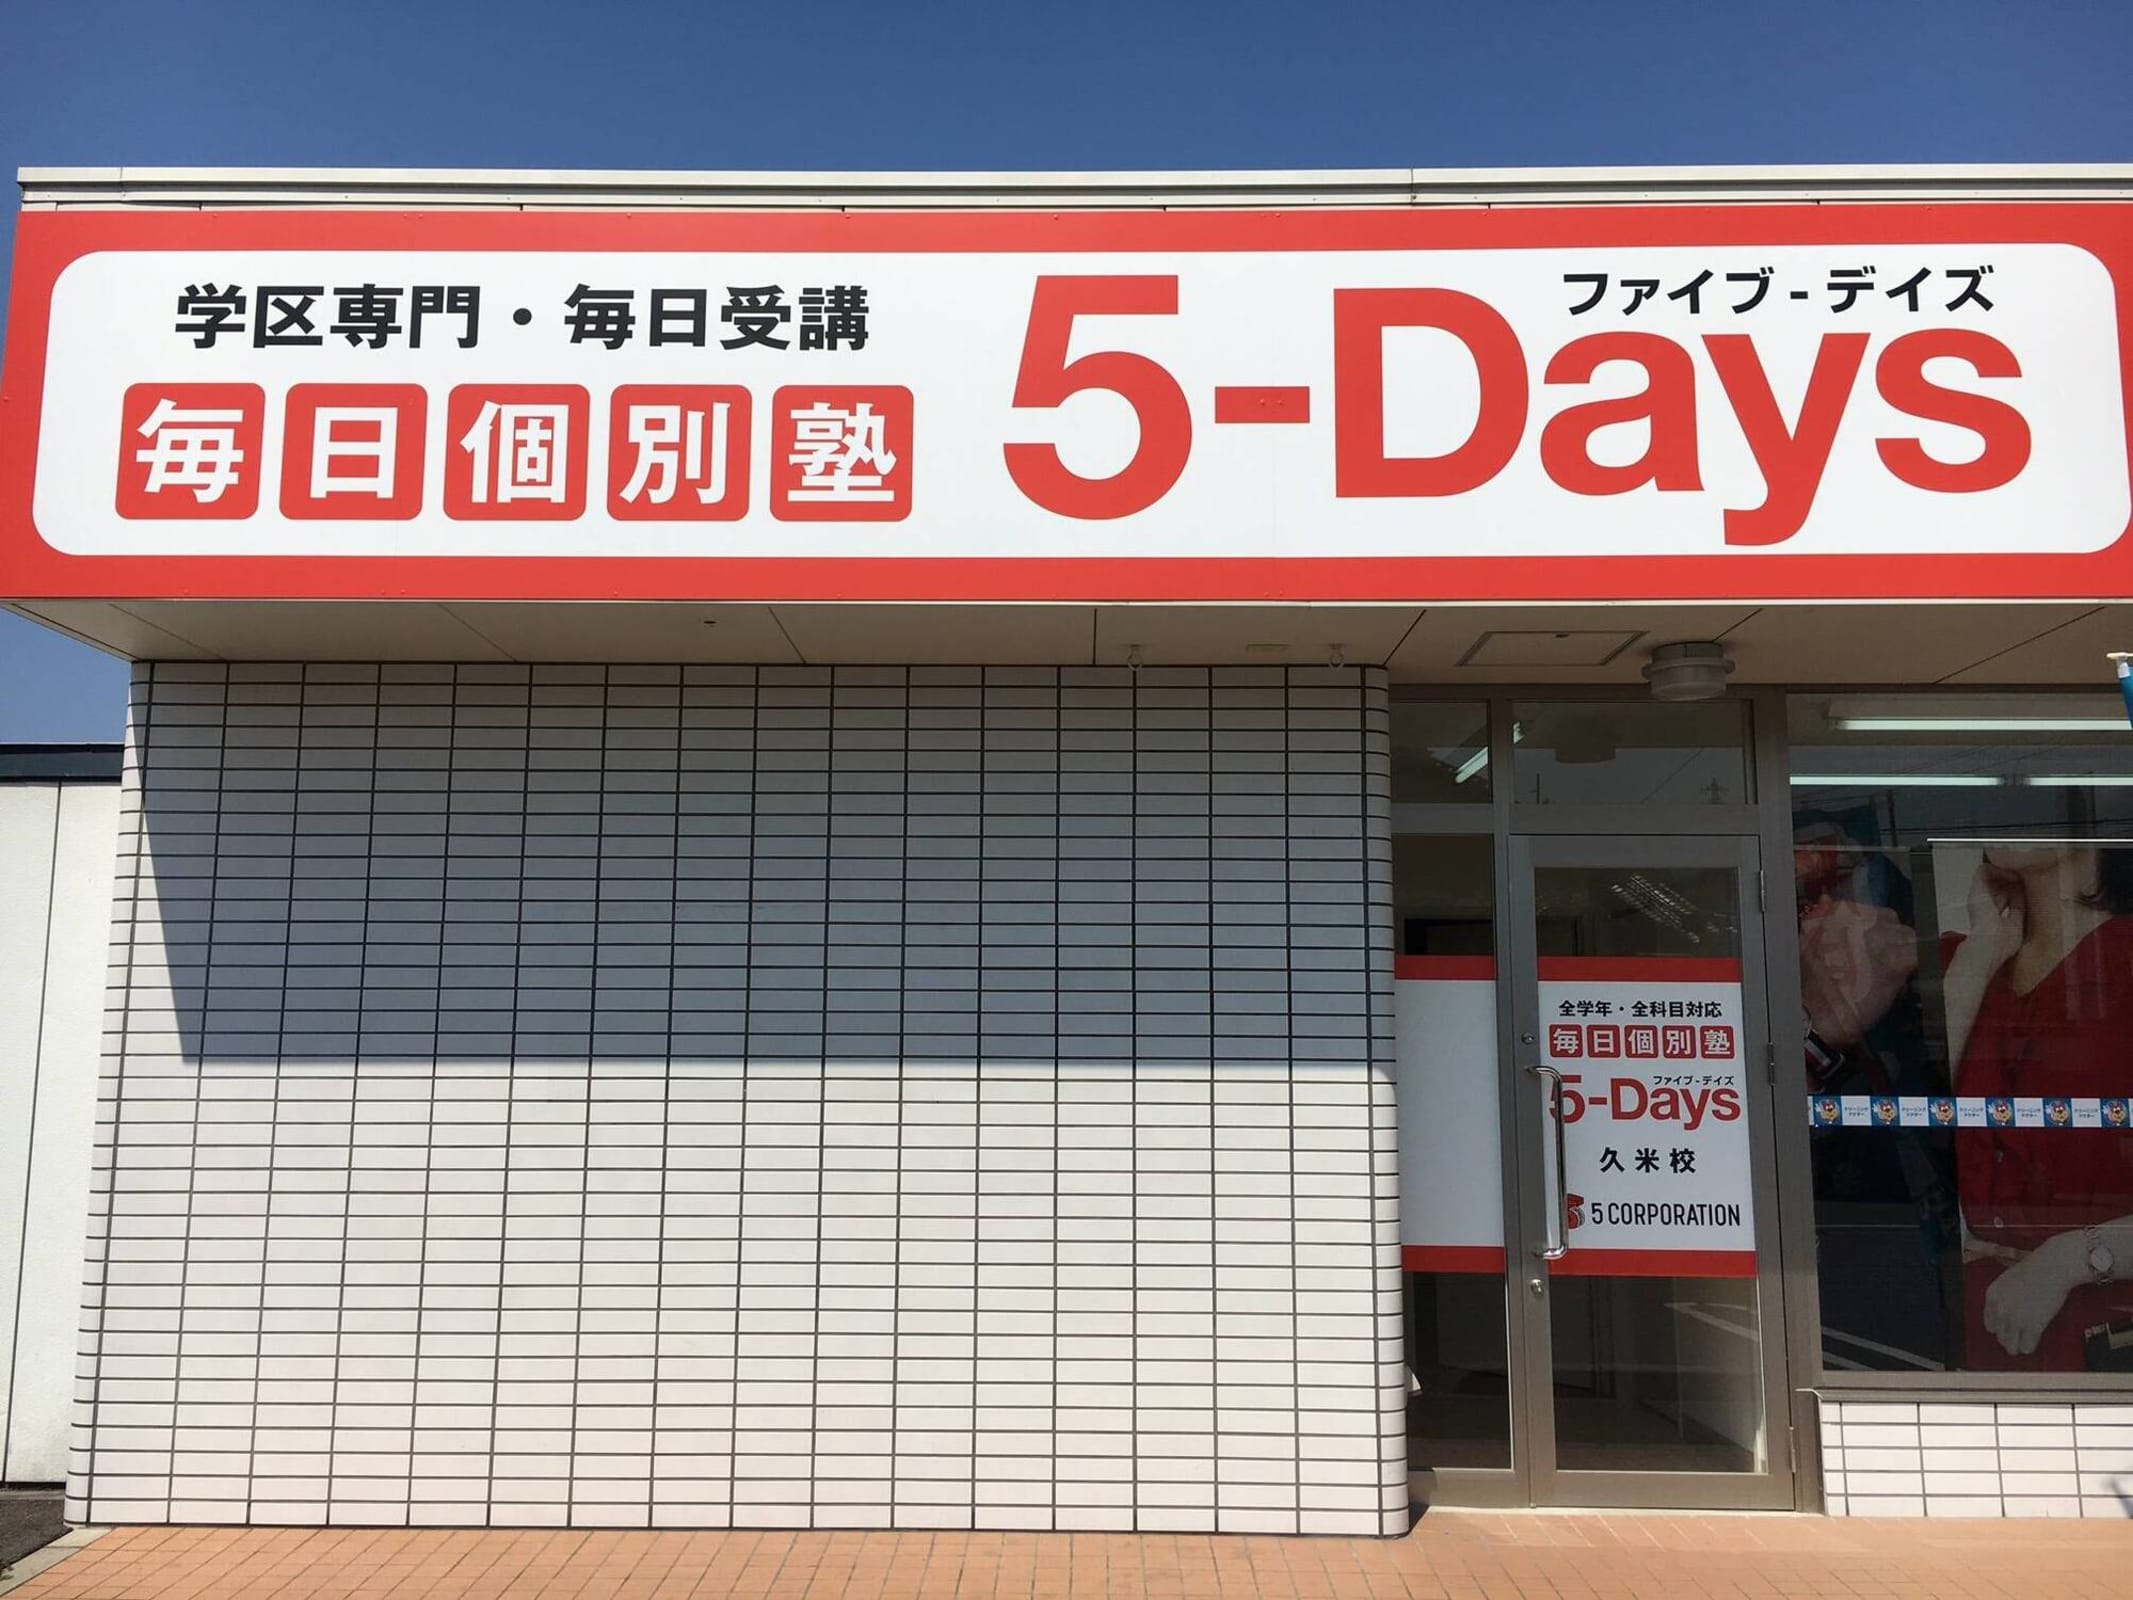 学区専門・毎日受講
毎日個別塾
ファイブ-デイズ
5-Days
全学年・全科目対応
毎日個別塾
ファイブ-デイズ
5-Days
久米校
5 CORPORATION